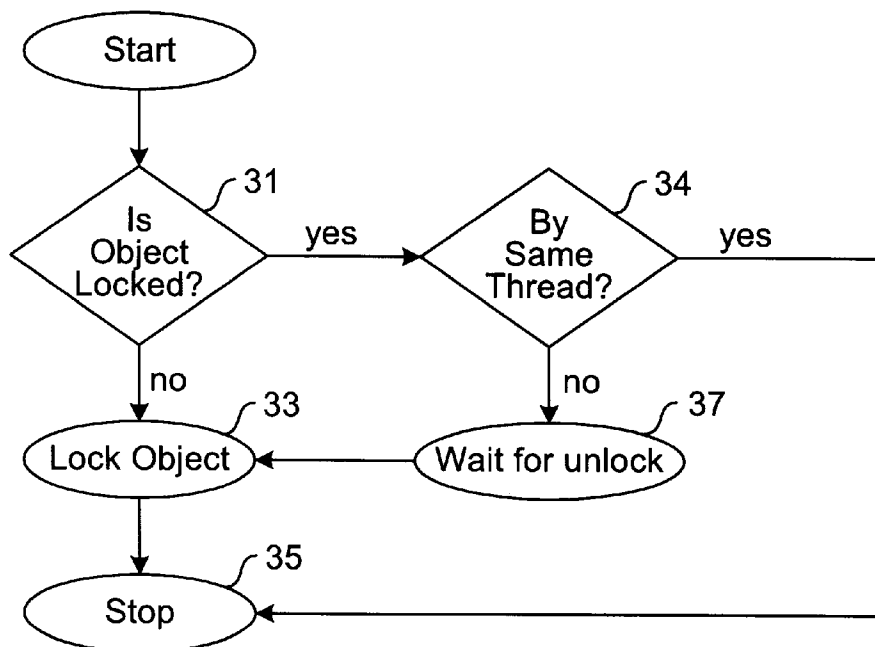 Start
31
Is
Object
Locked?
yes
34
By
Same
Thread?
yes
no
no
33
Lock Object
37
Wait for unlock
35
Stop